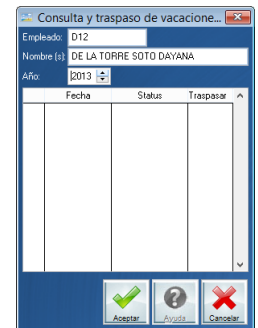 Consulta y traspaso de vacacione...
Empleado: D12
Nombre (s): DE LA TORRE SOTO DAYANA
Año: 2013
Fecha Status Traspasar
Aceptar Ayuda Cancelar